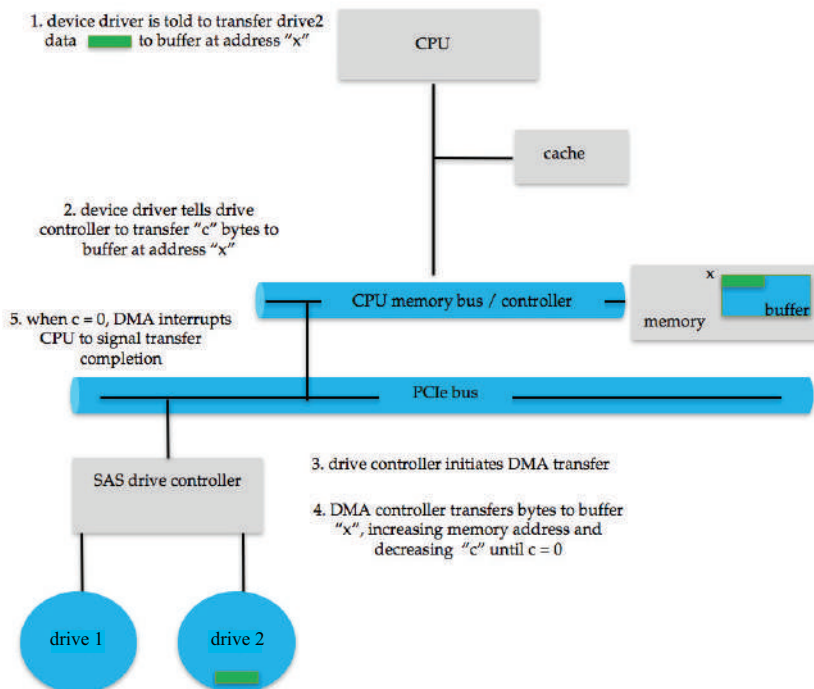 1. device driver is told to transfer drive2
data to buffer at address “x”
CPU
cache
2. device driver tells drive
controller to transfer “c” bytes to
buffer at address “x”
CPU memory bus / controller
x
buffer
memory
5. when c = 0, DMA interrupts
CPU to signal transfer
completion
PCIe bus
SAS drive controller
3. drive controller initiates DMA transfer
4. DMA controller transfers bytes to buffer
“x”, increasing memory address and
decreasing “c” until c = 0
drive 1
drive 2